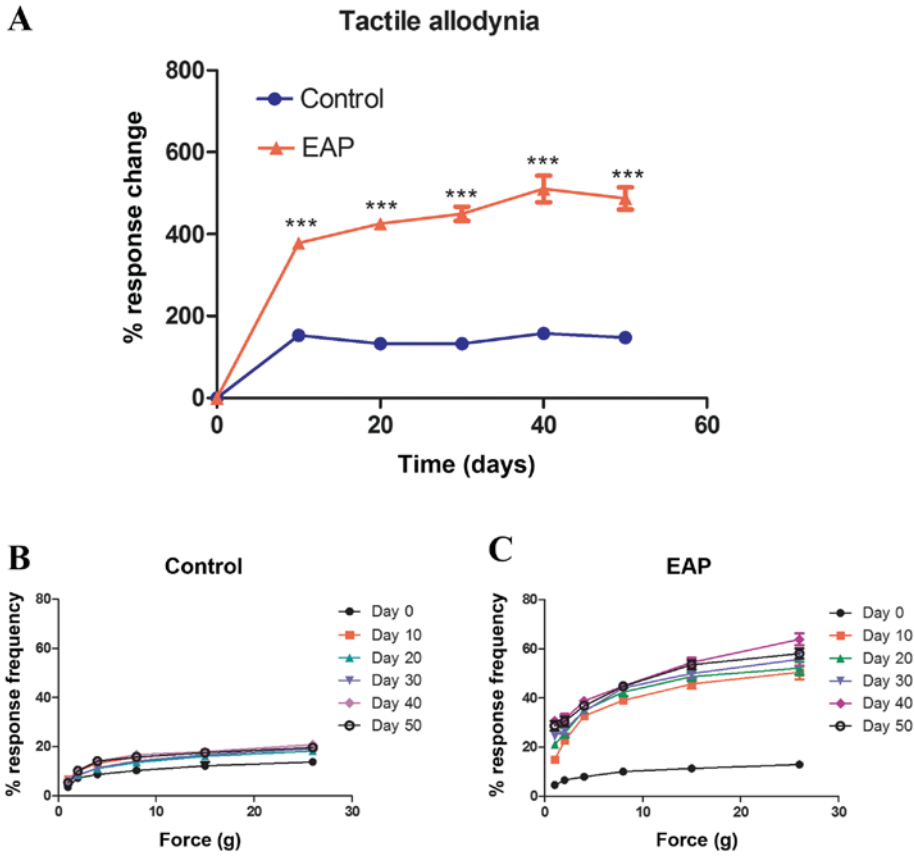 A
Tactile allodynia
% response change
800
600
400
200
0
Control
EAP
***
***
***
***
***
0
20
40
60
Time (days)
B
Control
% response frequency
80
60
40
20
0
0
10
20
30
Force (g)
Day 0
Day 10
Day 20
Day 30
Day 40
Day 50
C
EAP
% response frequency
80
60
40
20
0
0
10
20
30
Force (g)
Day 0
Day 10
Day 20
Day 30
Day 40
Day 50